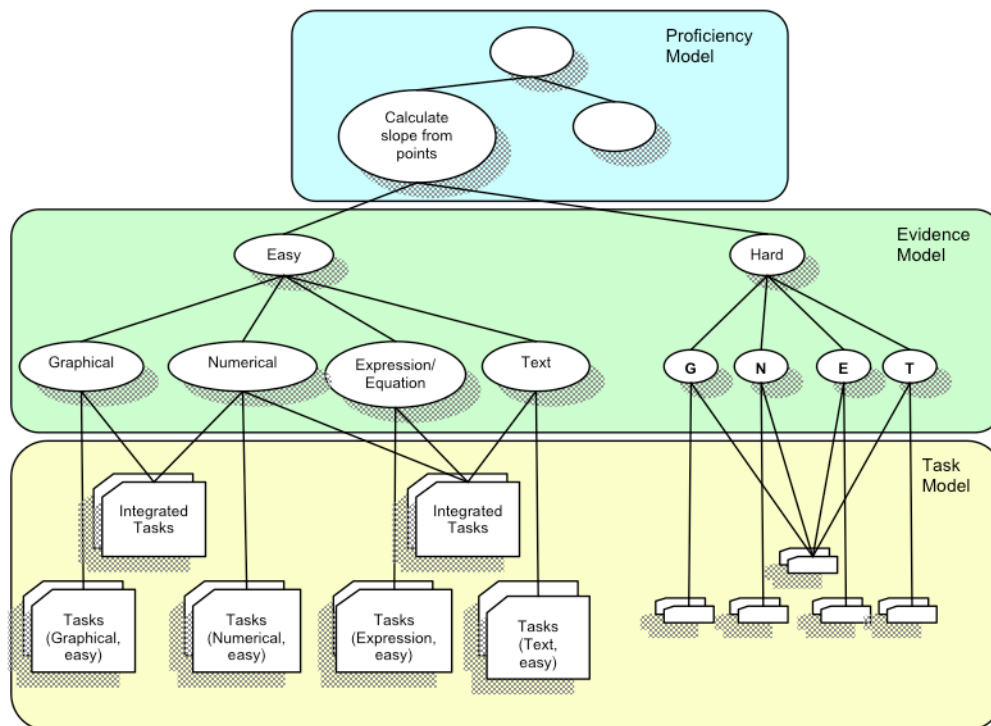 Proficiency
Model
Calculate
slope from
points
Evidence
Model
Easy
Hard
Graphical
Numerical
Expression/
Equation
Text
G
N
E
T
Task
Model
Integrated
Tasks
Integrated
Tasks
Tasks
(Graphical,
easy)
Tasks
(Numerical,
easy)
Tasks
(Expression,
easy)
Tasks
(Text,
easy)